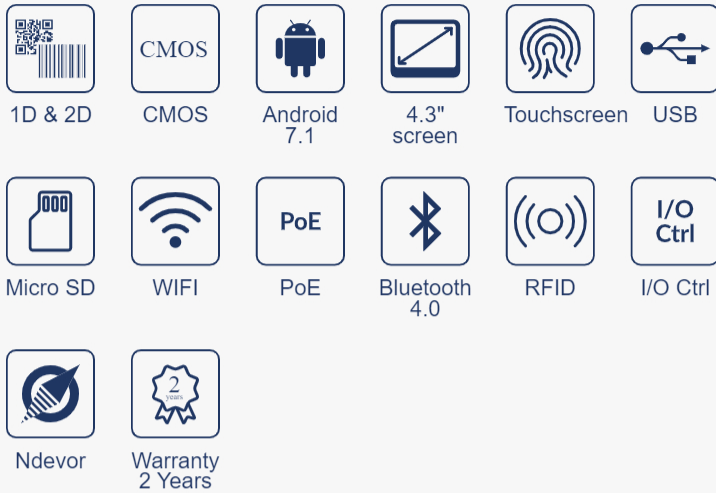 CMOS
1D & 2D
CMOS
Android
7.1
4.3"
screen
Touchscreen
USB
PoE
I/O
Ctrl
Micro SD
WIFI
PoE
Bluetooth
4.0
RFID
I/O Ctrl
2
years
Ndevor
Warranty
2 Years